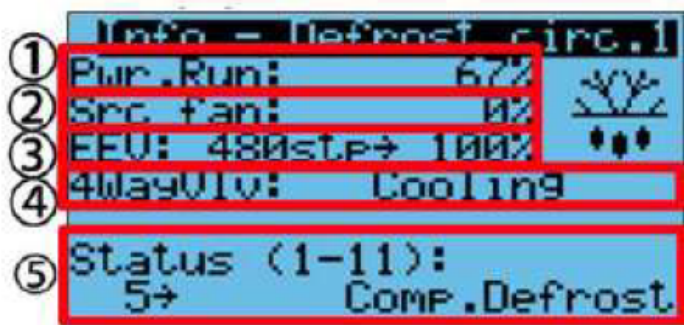 Info - Defrost circ.1
① Pwr.Run: 67%
② Src fan: 0%
③ EEV: 480stp→ 100%
④ 4WayVlv: Cooling
⑤ Status (1-11):
5→ Comp.Defrost